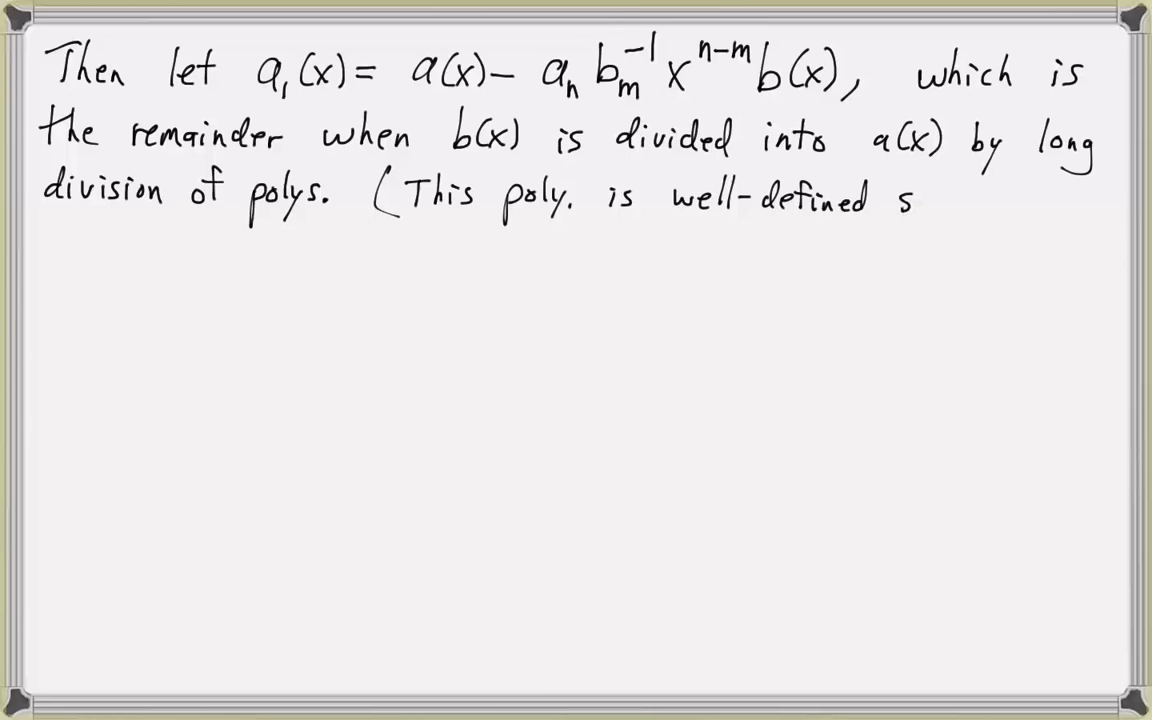 Then let a₁(x) = a(x) − aₙ bₘ⁻¹ xⁿ⁻ᵐ b(x), which is
the remainder when b(x) is divided into a(x) by long
division of polys. (This poly. is well-defined s